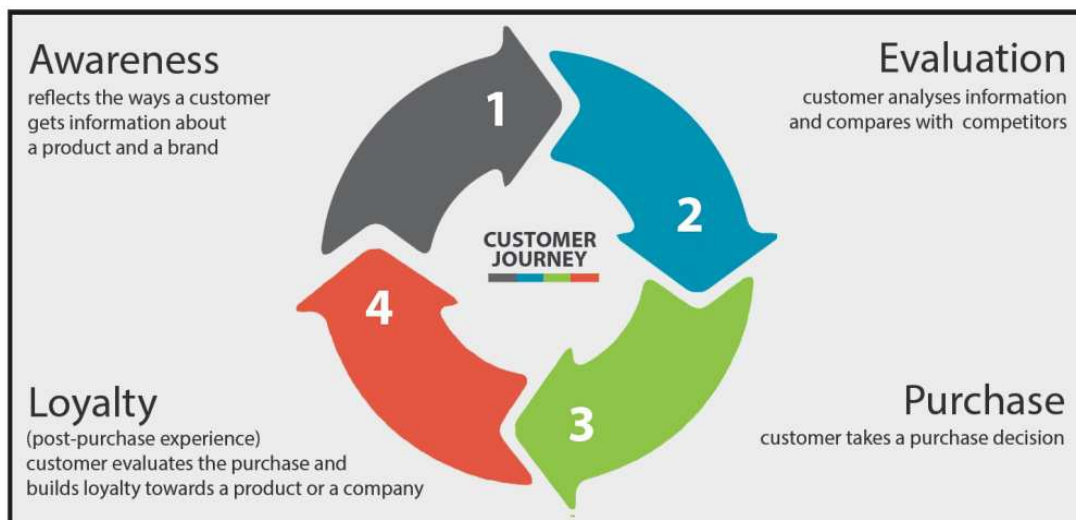 Awareness
reflects the ways a customer
gets information about
a product and a brand
1
Evaluation
customer analyses information
and compares with competitors
2
CUSTOMER
JOURNEY
4
Loyalty
(post-purchase experience)
customer evaluates the purchase and
builds loyalty towards a product or a company
3
Purchase
customer takes a purchase decision